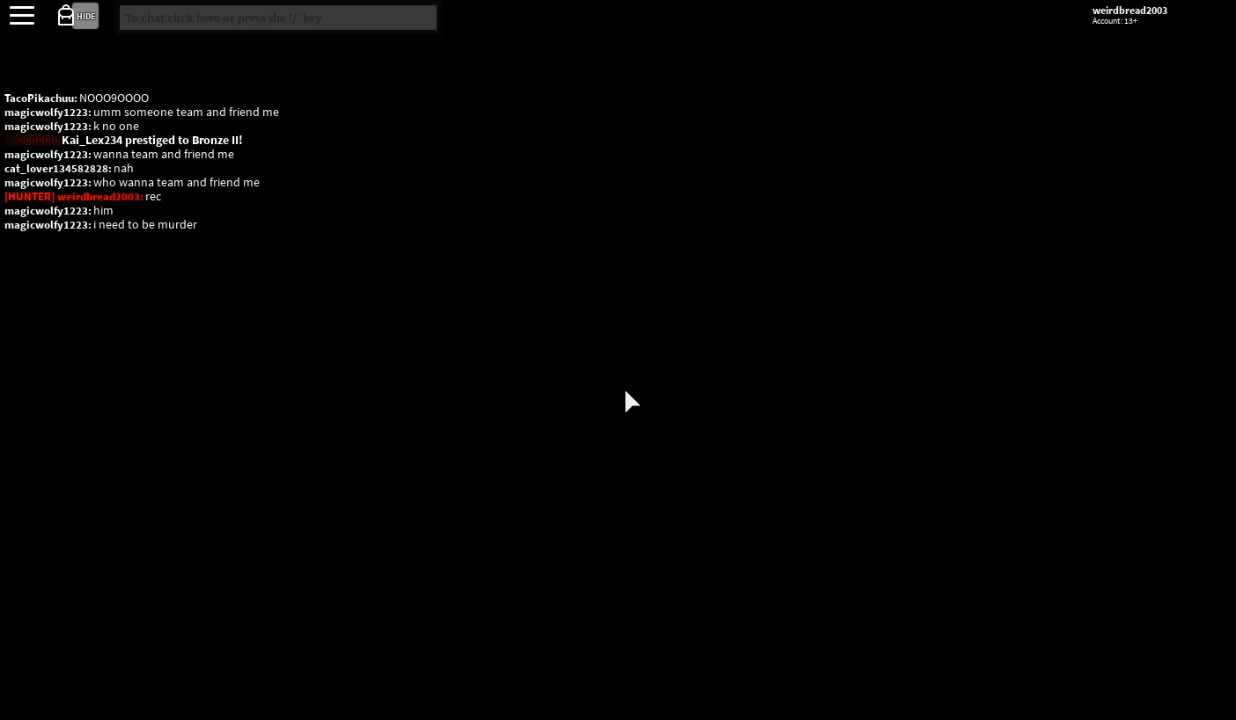 HIDE
To chat click here or press the '/' key
weirdbread2003
Account: 13+
TacoPikachuu: NOOO9OOOO
magicwolfy1223: umm someone team and friend me
magicwolfy1223: k no one
Kai_Lex234 prestiged to Bronze II!
magicwolfy1223: wanna team and friend me
cat_lover134582828: nah
magicwolfy1223: who wanna team and friend me
[HUNTER] weirdbread2003: rec
magicwolfy1223: him
magicwolfy1223: i need to be murder